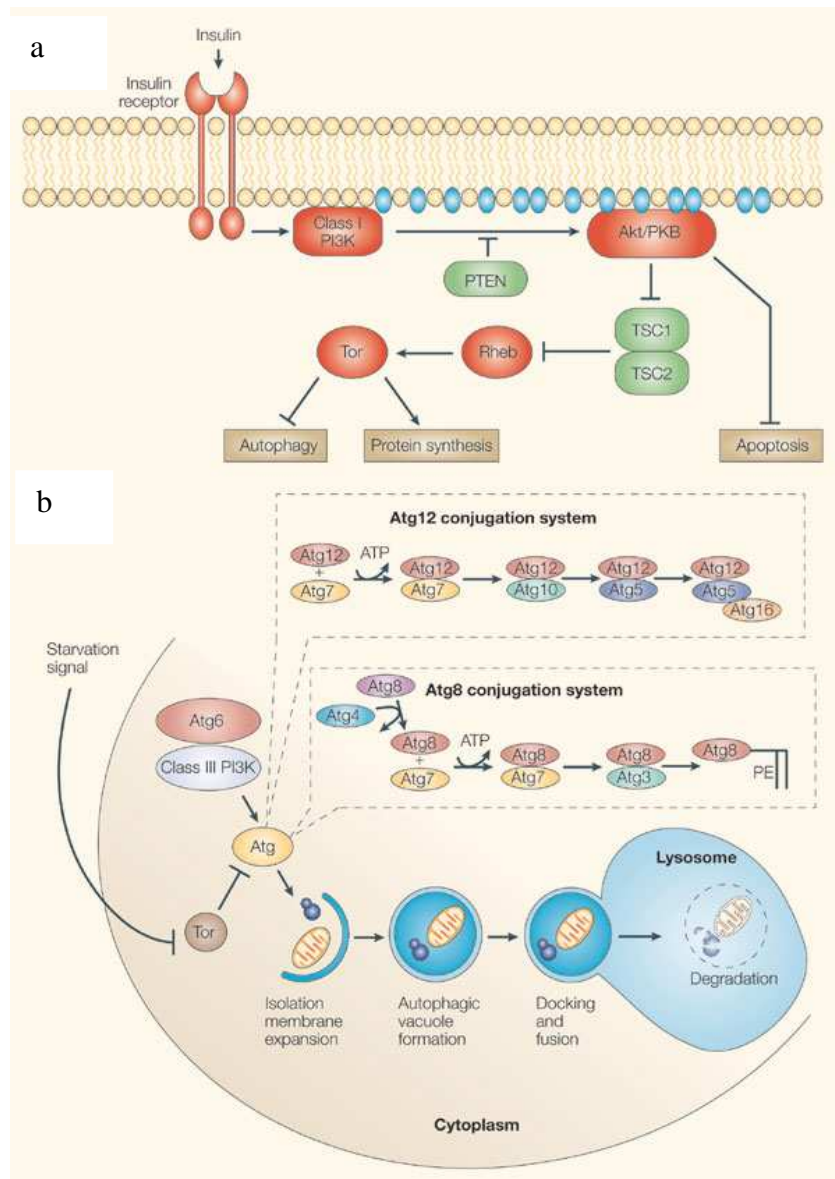 a
Insulin
Insulin
receptor
Class I
PI3K
Akt/PKB
PTEN
TSC1
TSC2
Tor
Rheb
Autophagy
Protein synthesis
Apoptosis
b
Atg12 conjugation system
Atg12
+
Atg7
ATP
Atg12
Atg7
Atg12
Atg10
Atg12
Atg5
Atg12
Atg5
Atg16
Starvation
signal
Atg8 conjugation system
Atg8
Atg4
Atg8
+
Atg7
ATP
Atg8
Atg7
Atg8
Atg3
Atg8
PE
Atg6
Class III PI3K
Atg
Tor
Lysosome
Degradation
Isolation
membrane
expansion
Autophagic
vacuole
formation
Docking
and
fusion
Cytoplasm